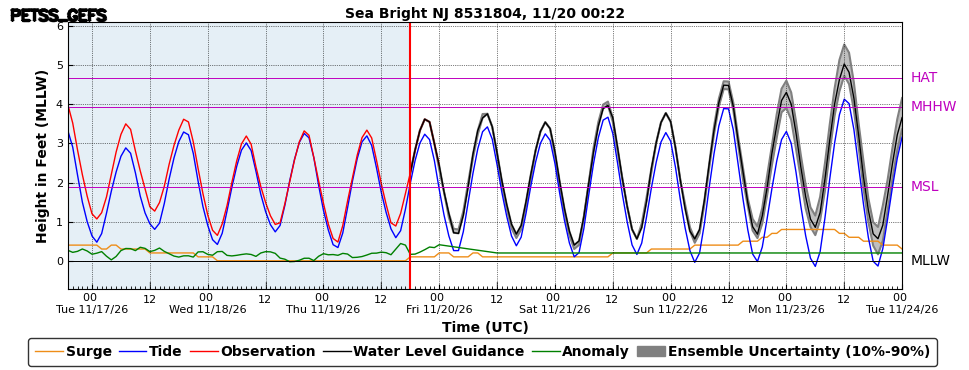 PETSS_GEFS
Sea Bright NJ 8531804, 11/20 00:22
Height in Feet (MLLW)
6
5
4
3
2
1
0
HAT
MHHW
MSL
MLLW
00 12 00 12 00 12 00 12 00 12 00 12 00 12 00
Tue 11/17/26 Wed 11/18/26 Thu 11/19/26 Fri 11/20/26 Sat 11/21/26 Sun 11/22/26 Mon 11/23/26 Tue 11/24/26
Time (UTC)
Surge Tide Observation Water Level Guidance Anomaly Ensemble Uncertainty (10%-90%)